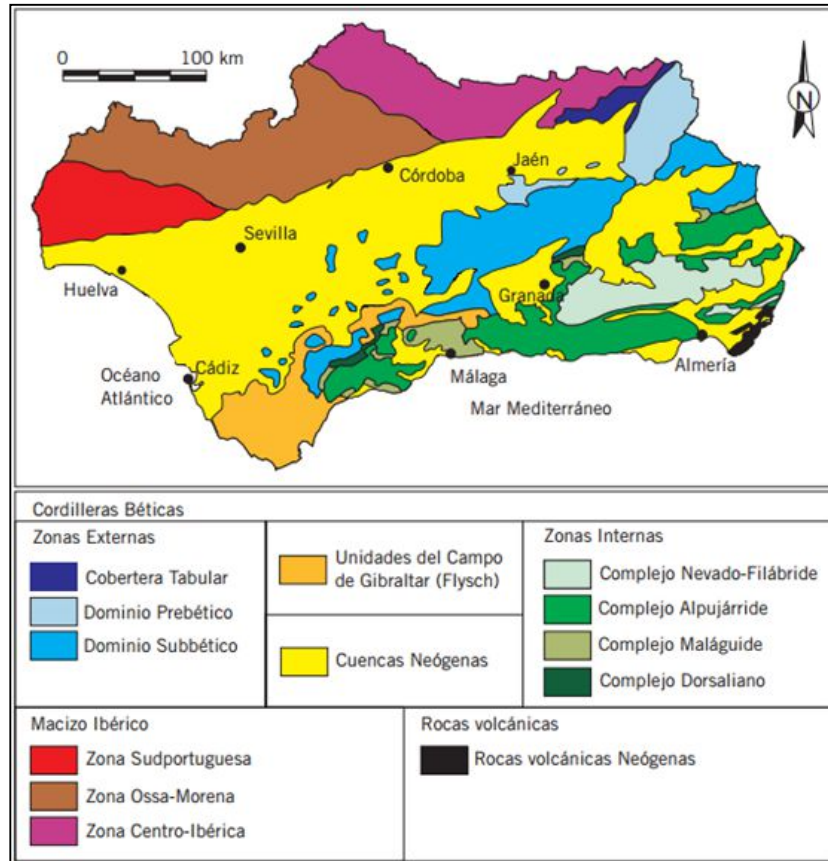 0 100 km
N
Jaén
Córdoba
Sevilla
Huelva
Granada
Cádiz
Océano
Atlántico
Málaga
Almería
Mar Mediterráneo
Cordilleras Béticas
Zonas Externas
Cobertera Tabular
Dominio Prebético
Dominio Subbético
Unidades del Campo
de Gibraltar (Flysch)
Cuencas Neógenas
Zonas Internas
Complejo Nevado-Filábride
Complejo Alpujárride
Complejo Maláguide
Complejo Dorsaliano
Macizo Ibérico
Zona Sudportuguesa
Zona Ossa-Morena
Zona Centro-Ibérica
Rocas volcánicas
Rocas volcánicas Neógenas